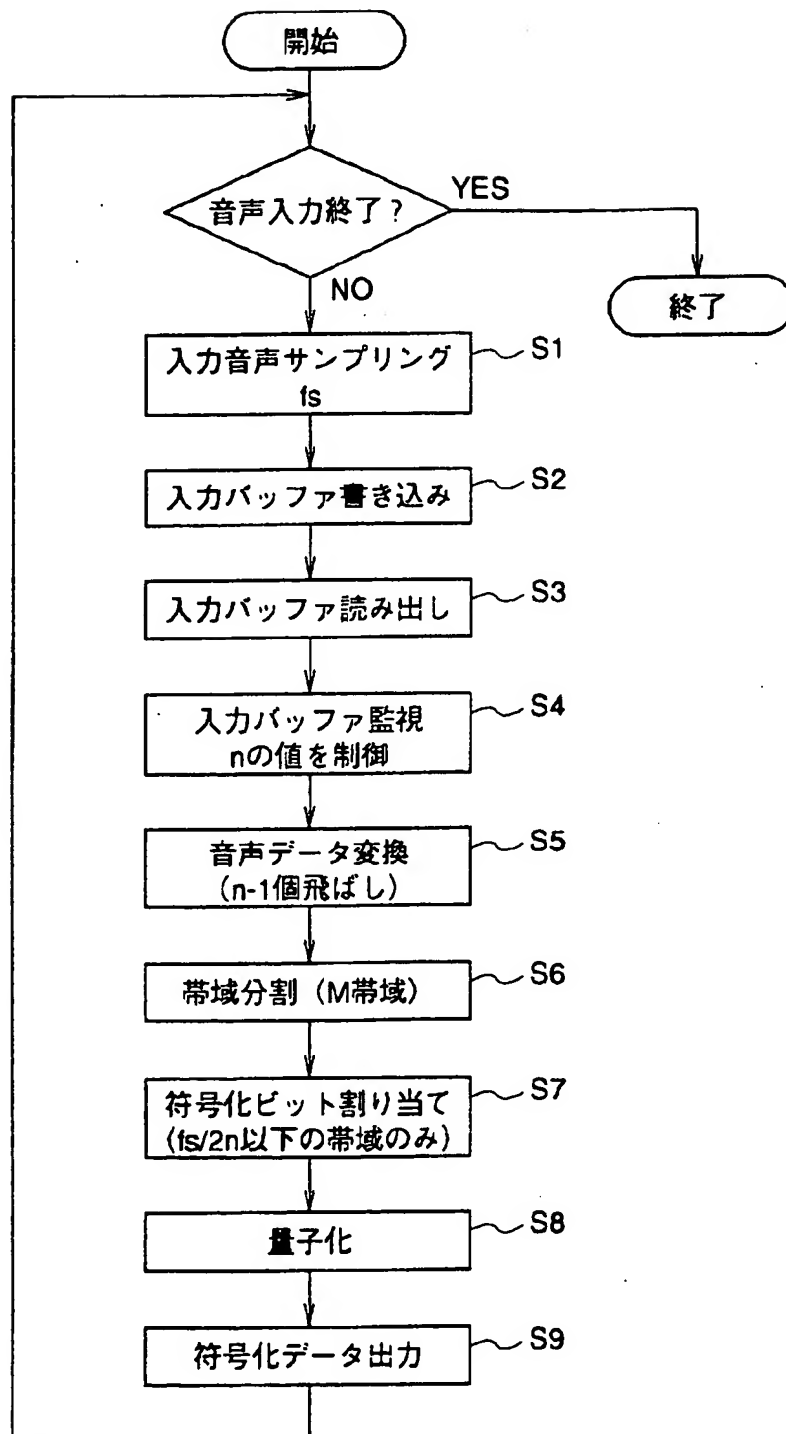 開始
音声入力終了?
YES
NO
終了
入力音声サンプリング
fs
S1
入力バッファ書き込み
S2
入力バッファ読み出し
S3
入力バッファ監視
nの値を制御
S4
音声データ変換
(n-1個飛ばし)
S5
帯域分割(M帯域)
S6
符号化ビット割り当て
(fs/2n以下の帯域のみ)
S7
量子化
S8
符号化データ出力
S9